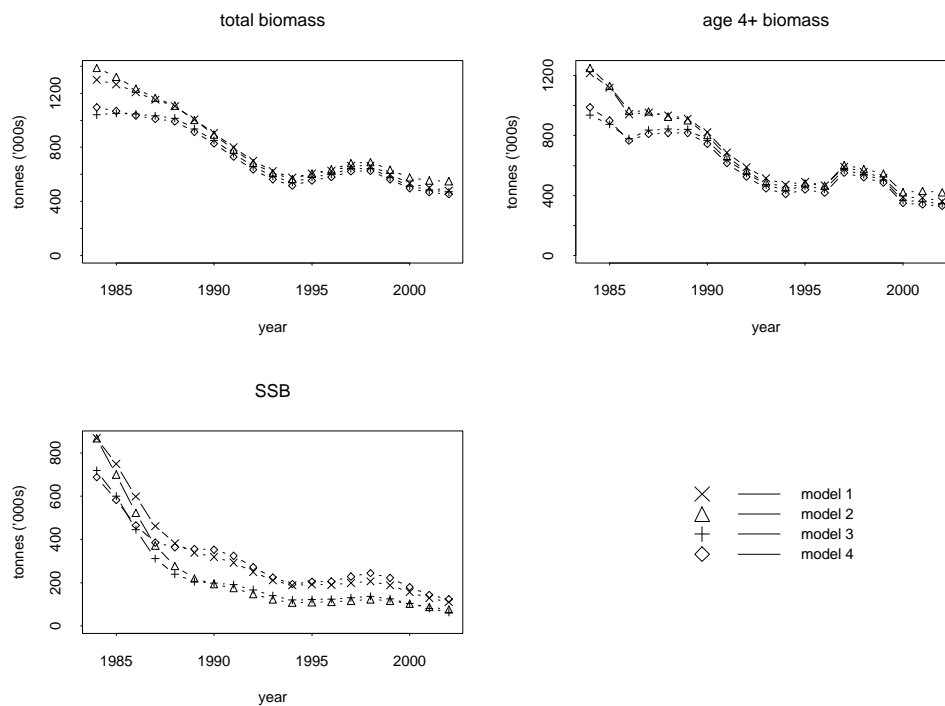 total biomass
tonnes ('000s)
0 400 800 1200
1985 1990 1995 2000
year
age 4+ biomass
tonnes ('000s)
0 400 800 1200
1985 1990 1995 2000
year
SSB
tonnes ('000s)
0 200 400 600 800
1985 1990 1995 2000
year
model 1
model 2
model 3
model 4